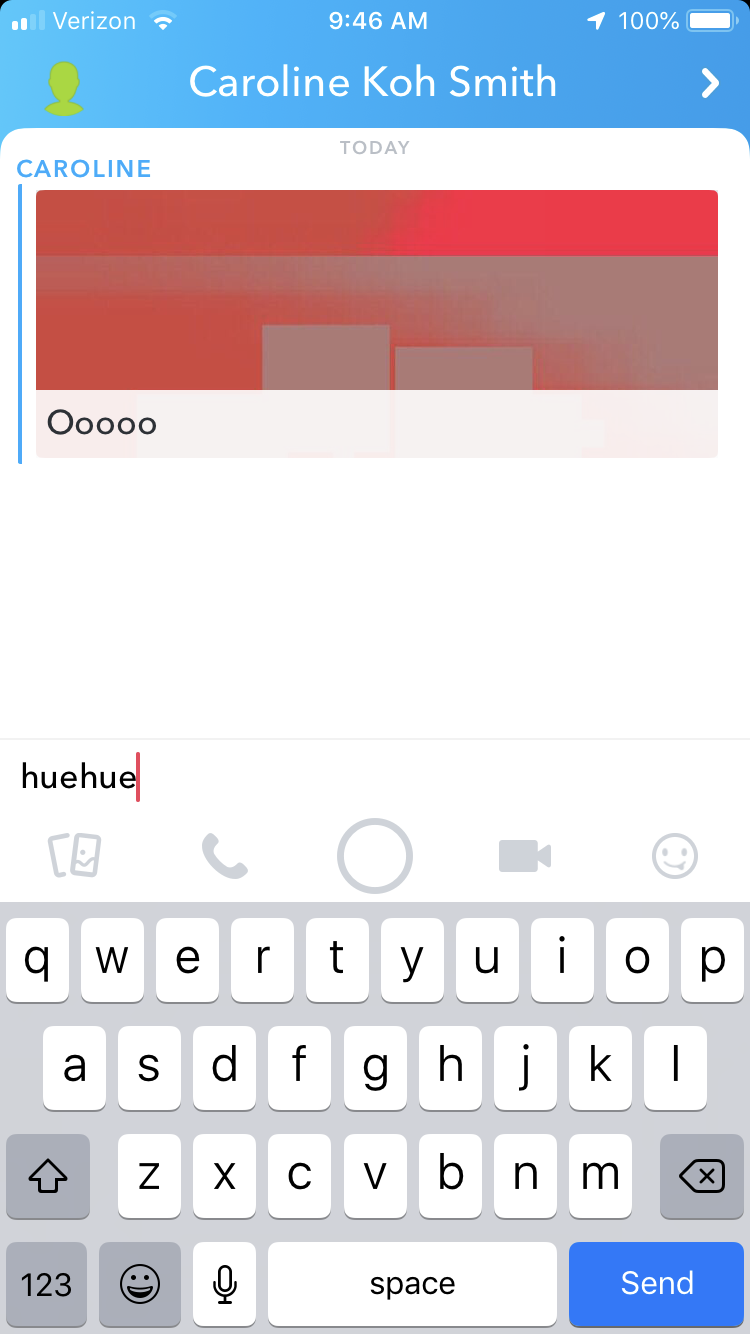 Verizon 9:46 AM 100%
Caroline Koh Smith
TODAY
CAROLINE
Ooooo
huehue
q w e r t y u i o p
a s d f g h j k l
z x c v b n m
123 space Send